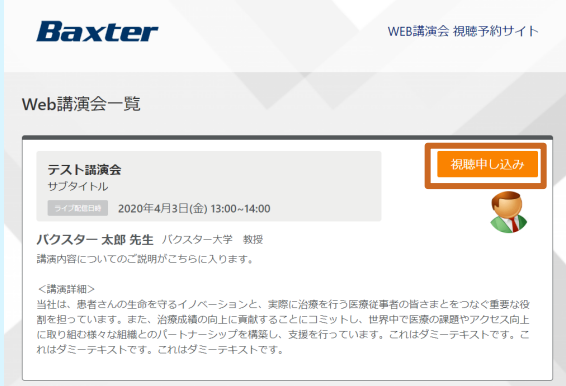 Baxter
WEB講演会 視聴予約サイト
Web講演会一覧
テスト講演会
視聴申し込み
サブタイトル
ライブ配信日時 2020年4月3日(金) 13:00~14:00
バクスター 太郎 先生 バクスター大学 教授
講演内容についてのご説明がこちらに入ります。
＜講演詳細＞
当社は、患者さんの生命を守るイノベーションと、実際に治療を行う医療従事者の皆さまとをつなぐ重要な役
割を担っています。また、治療成績の向上に貢献することにコミットし、世界中で医療の課題やアクセス向上
に取り組む様々な組織とのパートナーシップを構築し、支援を行っています。これはダミーテキストです。こ
れはダミーテキストです。これはダミーテキストです。